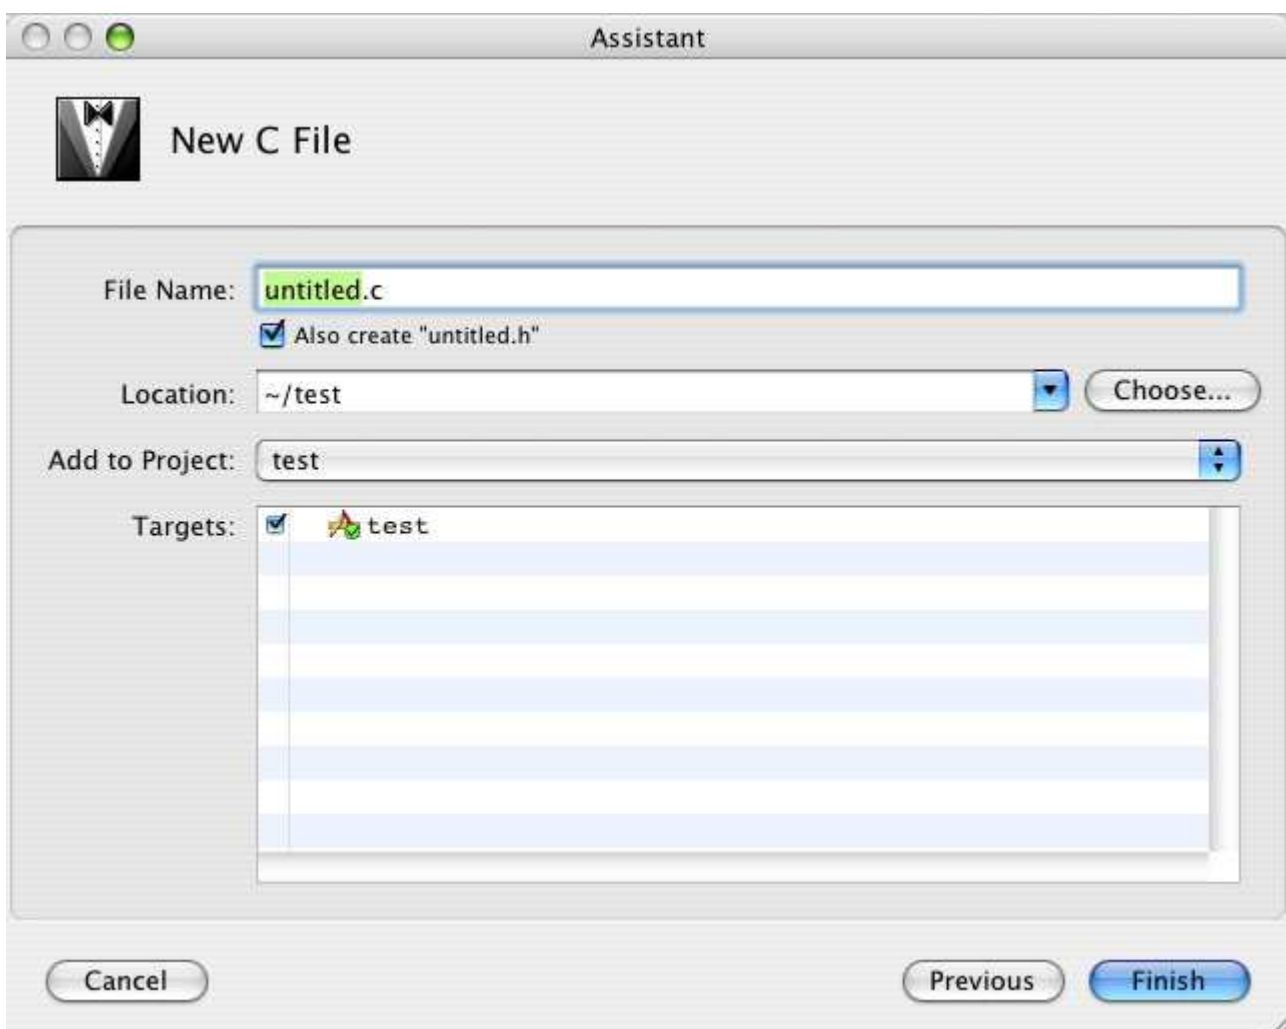 Assistant
New C File
File Name: untitled.c
Also create "untitled.h"
Location: ~/test Choose...
Add to Project: test
Targets: test
Cancel Previous Finish